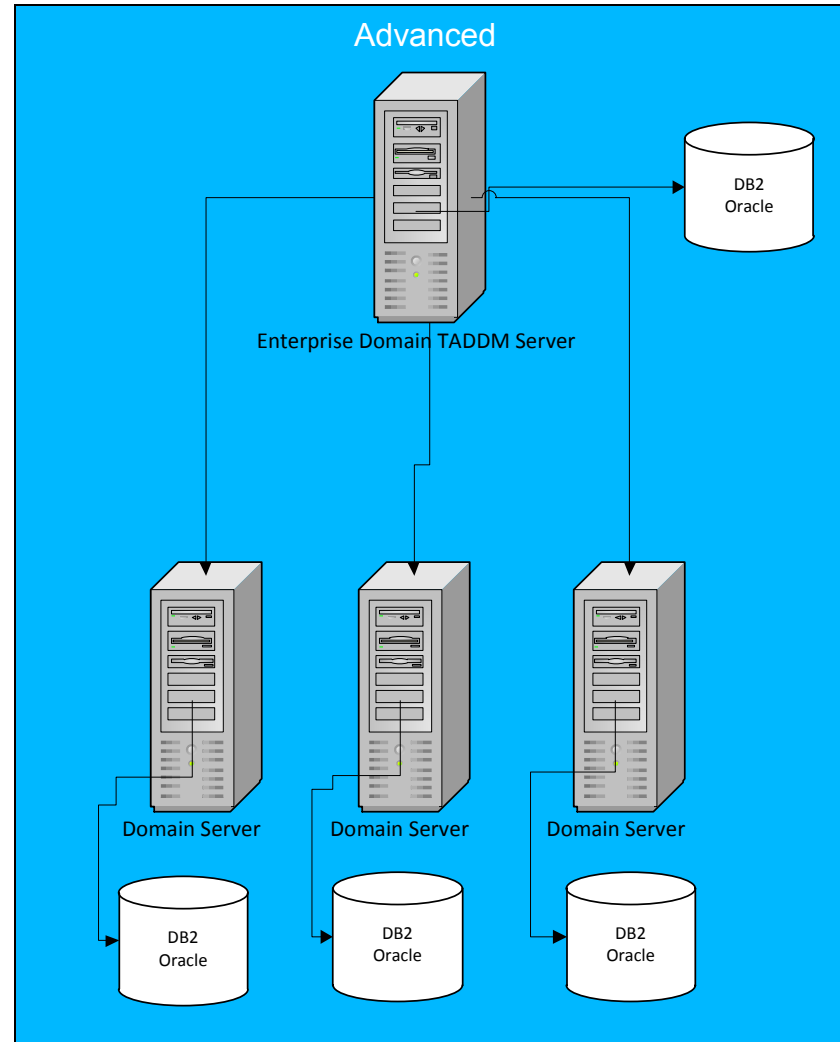 Advanced
DB2
Oracle
Enterprise Domain TADDM Server
Domain Server
Domain Server
Domain Server
DB2
Oracle
DB2
Oracle
DB2
Oracle